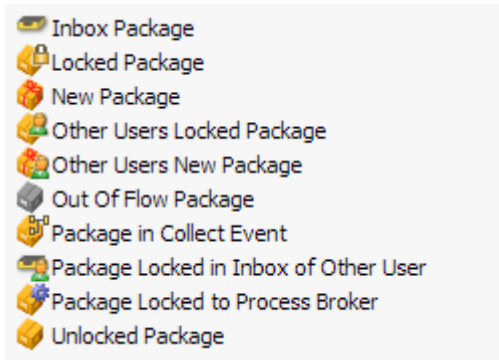 Inbox Package
Locked Package
New Package
Other Users Locked Package
Other Users New Package
Out Of Flow Package
Package in Collect Event
Package Locked in Inbox of Other User
Package Locked to Process Broker
Unlocked Package